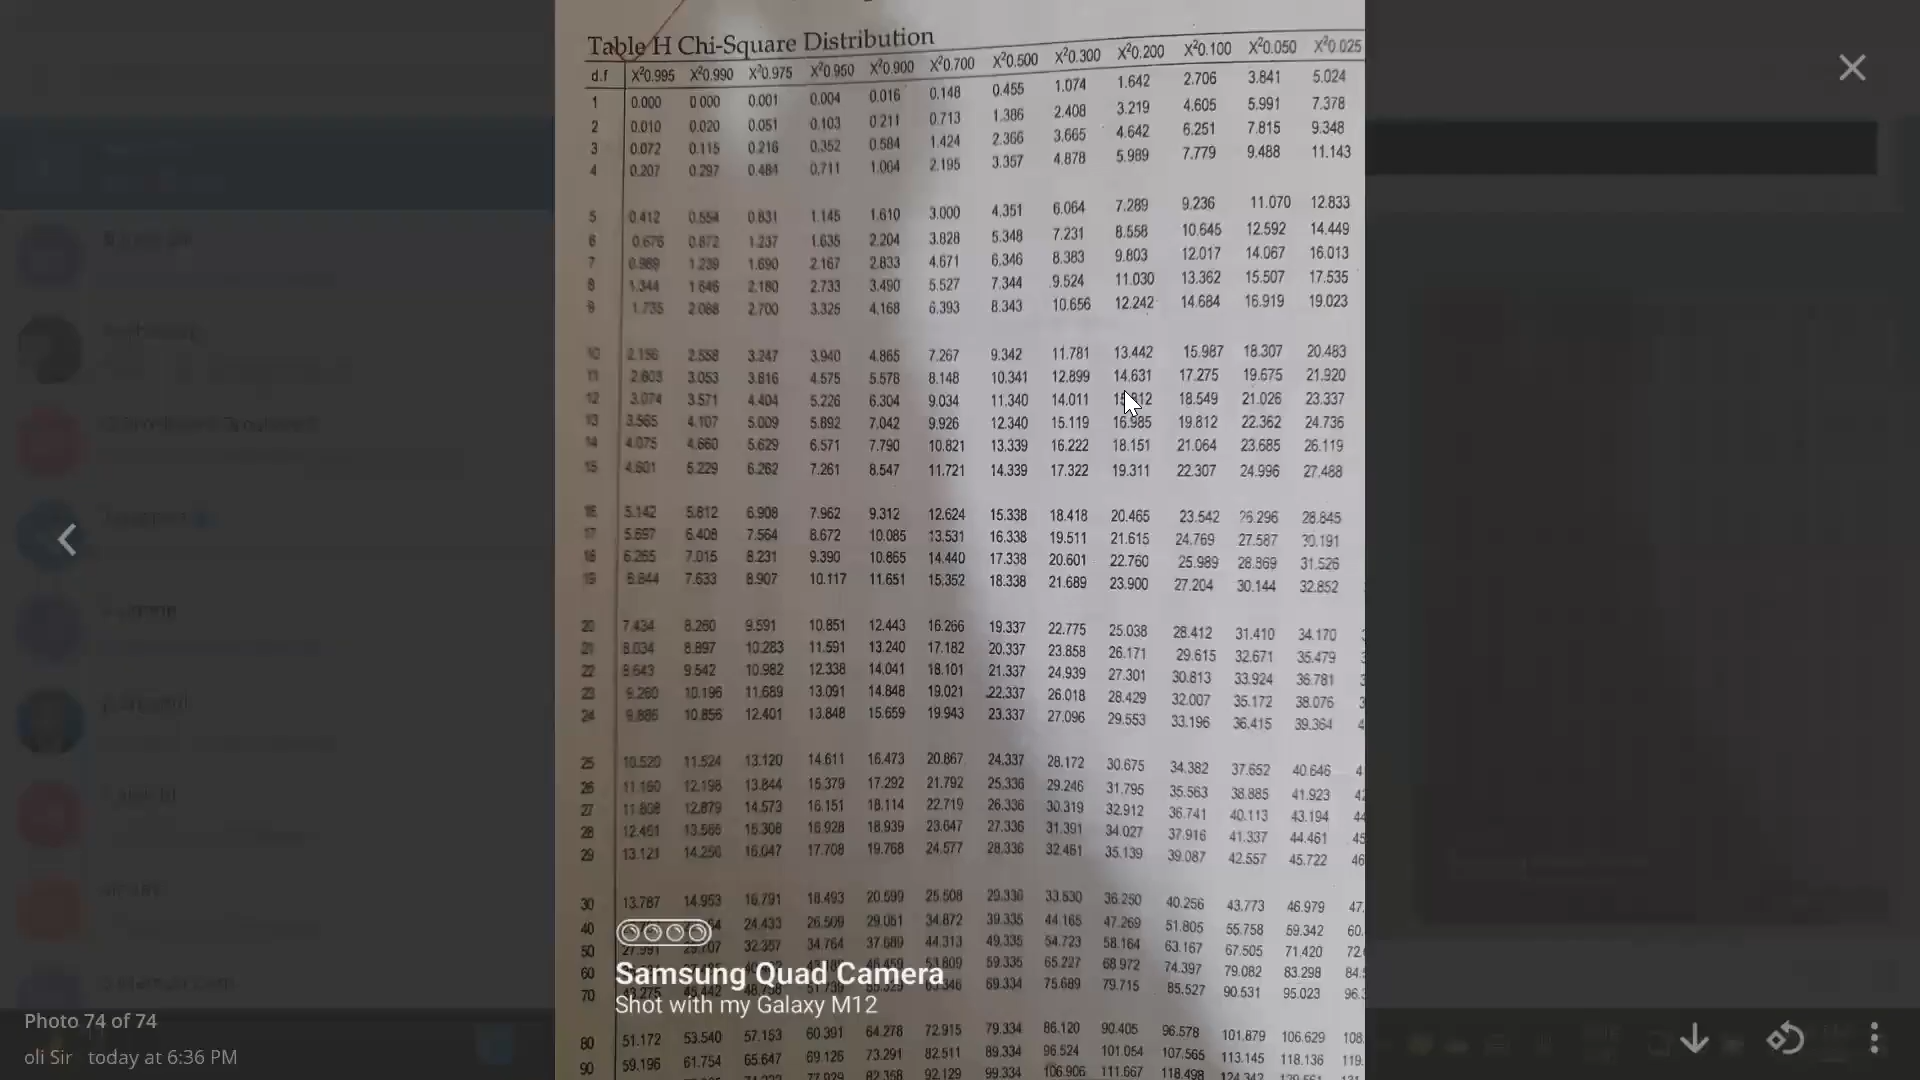 Table H Chi-Square Distribution
d.f X²0.995 X²0.990 X²0.975 X²0.950 X²0.900 X²0.700 X²0.500 X²0.300 X²0.200 X²0.100 X²0.050 X²0.025
1 0.000 0.000 0.001 0.004 0.016 0.148 0.455 1.074 1.642 2.706 3.841 5.024
2 0.010 0.020 0.051 0.103 0.211 0.713 1.386 2.408 3.219 4.605 5.991 7.378
3 0.072 0.115 0.216 0.352 0.584 1.424 2.366 3.665 4.642 6.251 7.815 9.348
4 0.207 0.297 0.484 0.711 1.064 2.195 3.357 4.878 5.989 7.779 9.488 11.143
5 0.412 0.554 0.831 1.145 1.610 3.000 4.351 6.064 7.289 9.236 11.070 12.833
6 0.676 0.872 1.237 1.635 2.204 3.828 5.348 7.231 8.558 10.645 12.592 14.449
7 0.989 1.239 1.690 2.167 2.833 4.671 6.346 8.383 9.803 12.017 14.067 16.013
8 1.344 1.646 2.180 2.733 3.490 5.527 7.344 9.524 11.030 13.362 15.507 17.535
9 1.735 2.088 2.700 3.325 4.168 6.393 8.343 10.656 12.242 14.684 16.919 19.023
10 2.156 2.558 3.247 3.940 4.865 7.267 9.342 11.781 13.442 15.987 18.307 20.483
11 2.603 3.053 3.816 4.575 5.578 8.148 10.341 12.899 14.631 17.275 19.675 21.920
12 3.074 3.571 4.404 5.226 6.304 9.034 11.340 14.011 18.549 21.026 23.337
13 3.565 4.107 5.009 5.892 7.042 9.926 12.340 15.119 16.985 19.812 22.362 24.736
14 4.075 4.660 5.629 6.571 7.790 10.821 13.339 16.222 18.151 21.064 23.685 26.119
15 4.601 5.229 6.262 7.261 8.547 11.721 14.339 17.322 19.311 22.307 24.996 27.488
16 5.142 5.812 6.908 7.962 9.312 12.624 15.338 18.418 20.465 23.542 26.296 28.845
17 5.697 6.408 7.564 8.672 10.085 13.531 16.338 19.511 21.615 24.769 27.587 30.191
18 6.265 7.015 8.231 9.390 10.865 14.440 17.338 20.601 22.760 25.989 28.869 31.526
19 6.844 7.633 8.907 10.117 11.651 15.352 18.338 21.689 23.900 27.204 30.144 32.852
20 7.434 8.260 9.591 10.851 12.443 16.266 19.337 22.775 25.038 28.412 31.410 34.170
21 8.034 8.897 10.283 11.591 13.240 17.182 20.337 23.858 26.171 29.615 32.671 35.479
22 8.643 9.542 10.982 12.338 14.041 18.101 21.337 24.939 27.301 30.813 33.924 36.781
23 9.260 10.196 11.689 13.091 14.848 19.021 22.337 26.018 28.429 32.007 35.172 38.076
24 9.886 10.856 12.401 13.848 15.659 19.943 23.337 27.096 29.553 33.196 36.415 39.364
25 10.520 11.524 13.120 14.611 16.473 20.867 24.337 28.172 30.675 34.382 37.652 40.646
26 11.160 12.198 13.844 15.379 17.292 21.792 25.336 29.246 31.795 35.563 38.885 41.923
27 11.808 12.879 14.573 16.151 18.114 22.719 26.336 30.319 32.912 36.741 40.113 43.194
28 12.461 13.565 15.308 16.928 18.939 23.647 27.336 31.391 34.027 37.916 41.337 44.461
29 13.121 14.256 16.047 17.708 19.768 24.577 28.336 32.461 35.139 39.087 42.557 45.722
30 13.787 14.953 16.791 18.493 20.599 25.508 29.336 33.530 36.250 40.256 43.773 46.979
40 24.433 26.509 29.051 34.872 39.335 44.165 47.269 51.805 55.758 59.342
50 27.991 29.707 32.357 34.764 37.689 44.313 49.335 54.723 58.164 63.167 67.505 71.420
60 46.459 53.809 59.335 65.227 68.972 74.397 79.082 83.298
70 43.275 45.442 48.758 51.739 69.334 75.689 79.715 85.527 90.531 95.023
Samsung Quad Camera
Shot with my Galaxy M12
80 51.172 53.540 57.153 60.391 64.278 72.915 79.334 86.120 90.405 96.578 101.879 106.629
90 59.196 61.754 65.647 69.126 73.291 82.511 89.334 96.524 101.054 107.565 113.145 118.136
77.929 82.358 92.129 99.334 106.906 111.667 118.498
Photo 74 of 74
oli Sir today at 6:36 PM